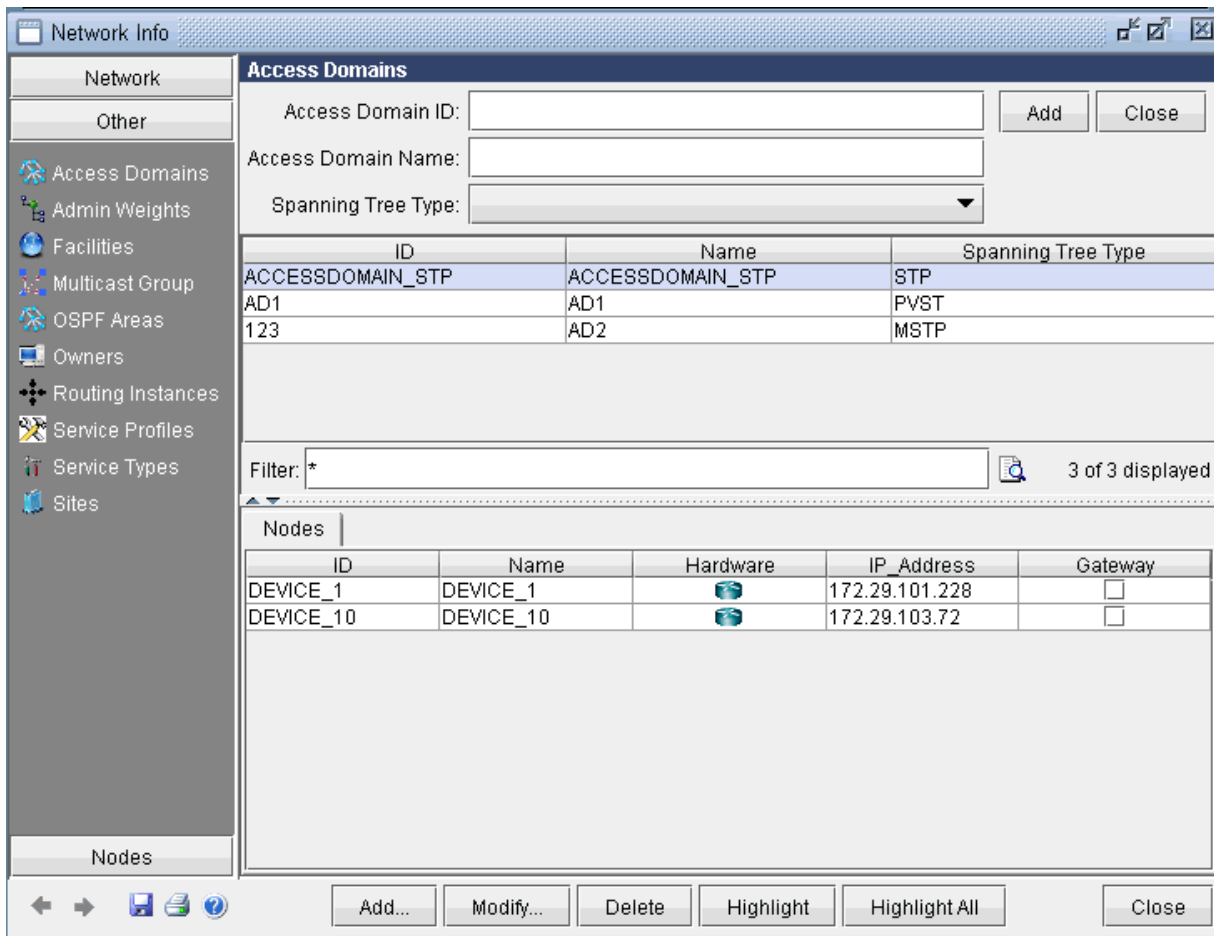 Network Info
Network
Other
Access Domains
Admin Weights
Facilities
Multicast Group
OSPF Areas
Owners
Routing Instances
Service Profiles
Service Types
Sites
Nodes
Access Domains
Access Domain ID: Add Close
Access Domain Name:
Spanning Tree Type:
ID Name Spanning Tree Type
ACCESSDOMAIN_STP ACCESSDOMAIN_STP STP
AD1 AD1 PVST
123 AD2 MSTP
Filter: * 3 of 3 displayed
Nodes
ID Name Hardware IP_Address Gateway
DEVICE_1 DEVICE_1 172.29.101.228
DEVICE_10 DEVICE_10 172.29.103.72
Add... Modify... Delete Highlight Highlight All Close